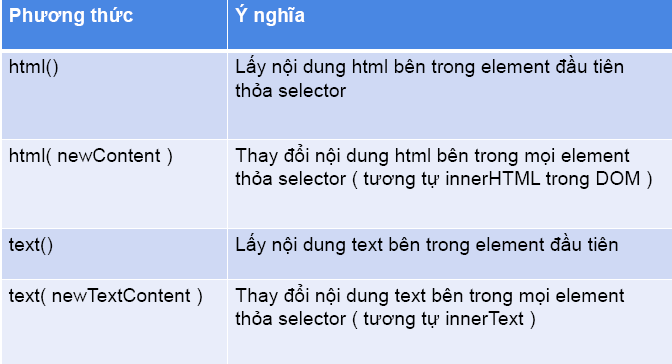 Phương thức
Ý nghĩa
html()
Lấy nội dung html bên trong element đầu tiên
thỏa selector
html( newContent )
Thay đổi nội dung html bên trong mọi element
thỏa selector ( tương tự innerHTML trong DOM )
text()
Lấy nội dung text bên trong element đầu tiên
text( newTextContent )
Thay đổi nội dung text bên trong mọi element
thỏa selector ( tương tự innerText )